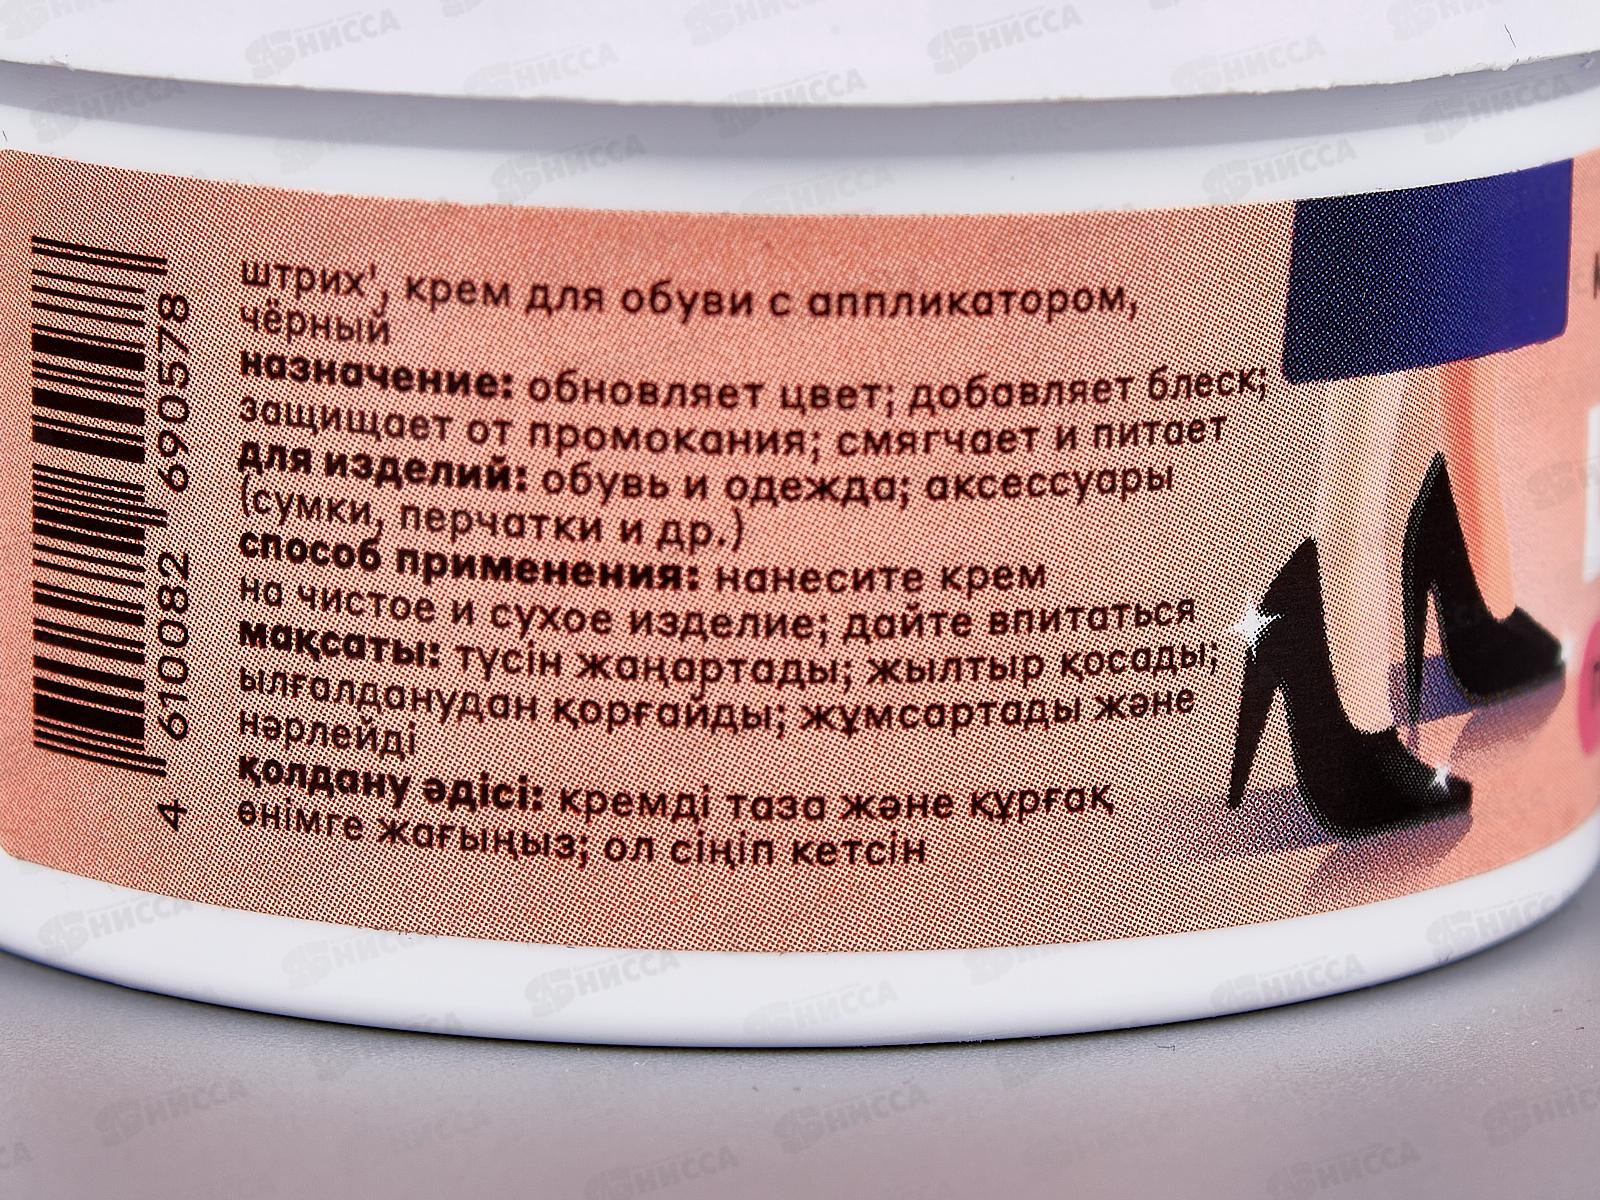 штрих', крем для обуви с аппликатором,
чёрный
назначение: обновляет цвет; добавляет блеск;
защищает от промокания; смягчает и питает
для изделий: обувь и одежда; аксессуары
(сумки, перчатки и др.)
способ применения: нанесите крем
на чистое и сухое изделие; дайте впитаться
мақсаты: түсін жаңартады; жылтыр қосады;
ылғалданудан қорғайды; жұмсартады және
нәрлейді
қолдану әдісі: кремді таза және құрғақ
өнімге жағыңыз; ол сіңіп кетсін
4 610082 690578
НИССА